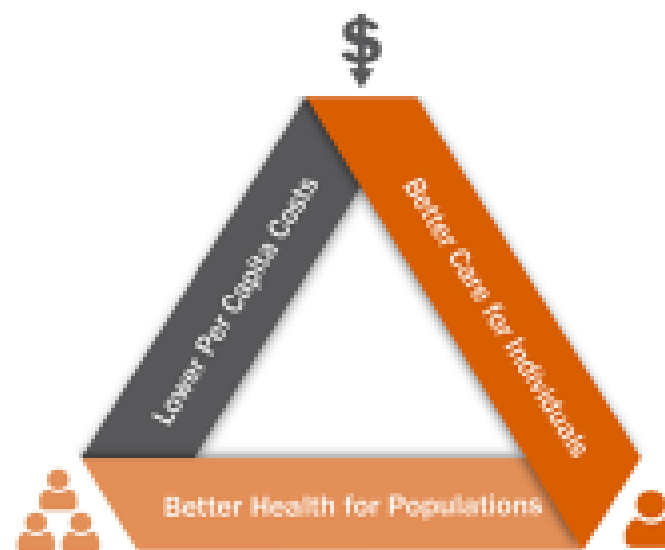 $
Lower Per Capita Costs
Better Care for Individuals
Better Health for Populations